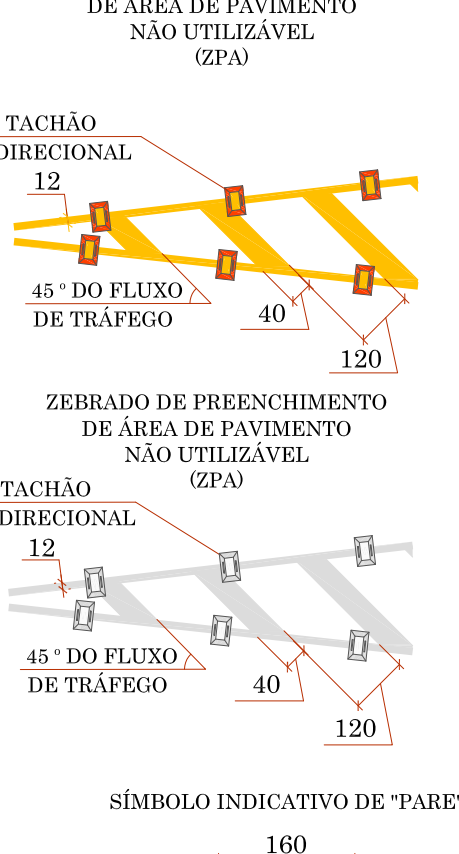 DE ÁREA DE PAVIMENTO
NÃO UTILIZÁVEL
(ZPA)
TACHÃO
DIRECIONAL
12
45 º DO FLUXO
DE TRÁFEGO
40
120
ZEBRADO DE PREENCHIMENTO
DE ÁREA DE PAVIMENTO
NÃO UTILIZÁVEL
(ZPA)
TACHÃO
DIRECIONAL
12
45 º DO FLUXO
DE TRÁFEGO
40
120
SÍMBOLO INDICATIVO DE "PARE"
160